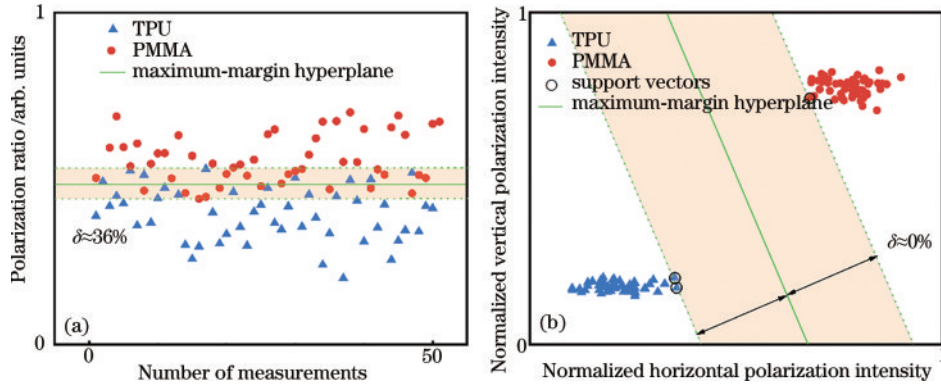 1
TPU
PMMA
maximum-margin hyperplane
Polarization ratio /arb. units
δ≈36%
(a)
0
0
50
Number of measurements
1
TPU
PMMA
support vectors
maximum-margin hyperplane
Normalized vertical polarization intensity
δ≈0%
(b)
0
Normalized horizontal polarization intensity